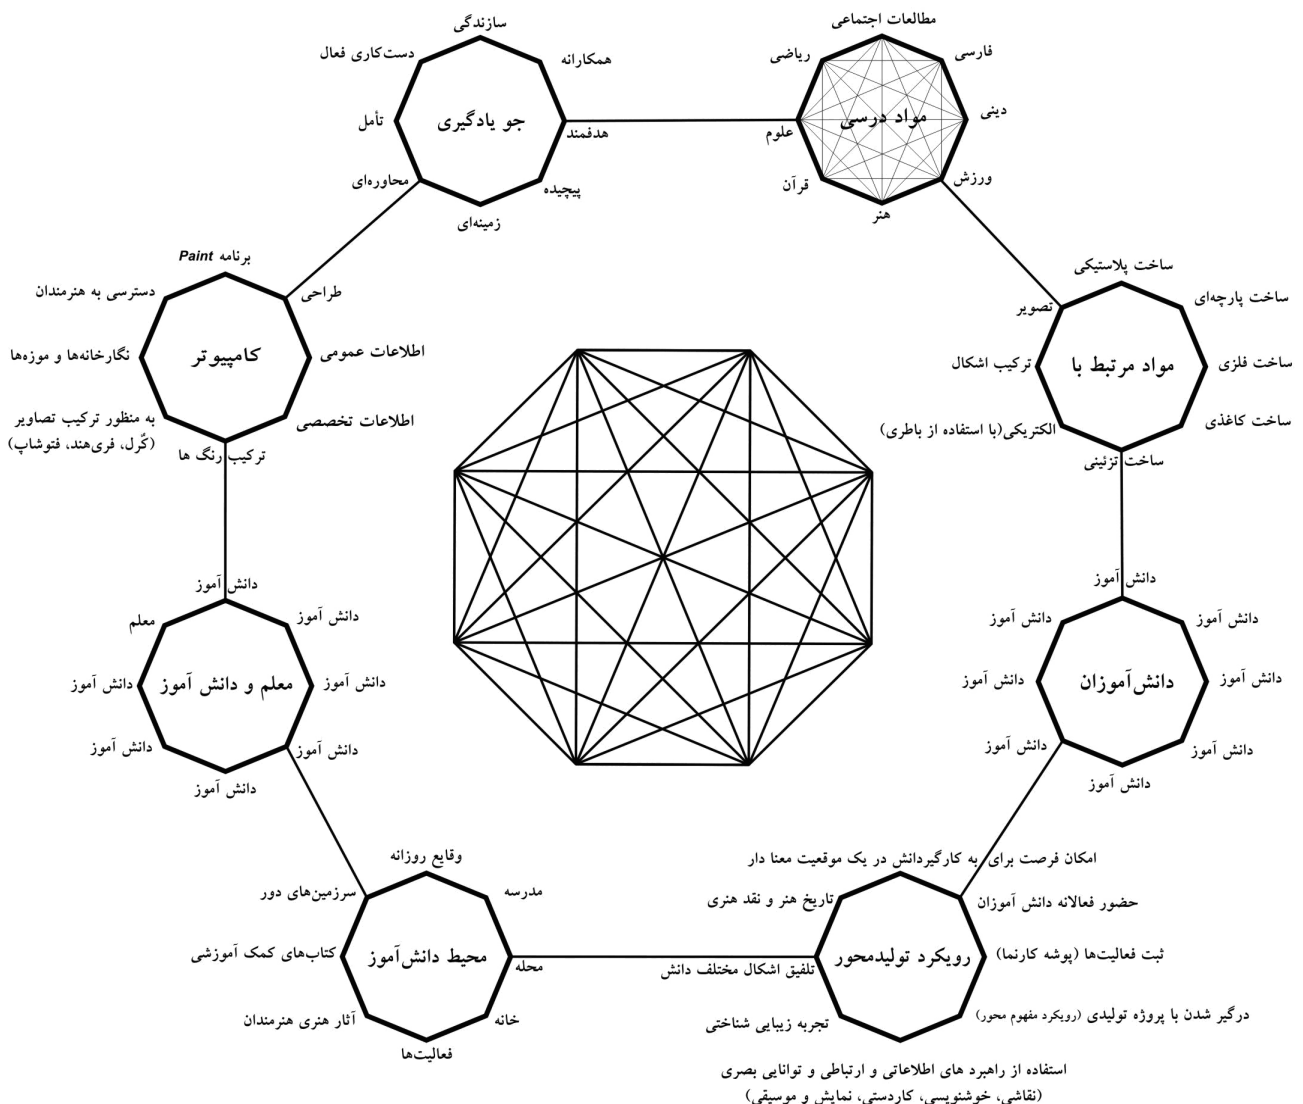 مطالعات اجتماعی
فارسی
دینی
ورزش
هنر
قرآن
علوم
ریاضی
مواد درسی
سازندگی
همکارانه
هدفمند
پیچیده
زمینه‌ای
محاوره‌ای
تأمل
دست‌کاری فعال
جو یادگیری
ساخت پلاستیکی
ساخت پارچه‌ای
ساخت فلزی
ساخت کاغذی
ساخت تزئینی
الکتریکی(با استفاده از باطری)
ترکیب اشکال
تصویر
مواد مرتبط با
برنامه Paint
طراحی
اطلاعات عمومی
اطلاعات تخصصی
ترکیب رنگ ها
به منظور ترکیب تصاویر
(کُرل، فری‌هند، فتوشاپ)
نگارخانه‌ها و موزه‌ها
دسترسی به هنرمندان
کامپیوتر
دانش آموز
دانش آموز
دانش آموز
دانش آموز
دانش آموز
دانش آموز
دانش آموز
دانش آموز
دانش‌آموزان
دانش آموز
دانش آموز
دانش آموز
دانش آموز
دانش آموز
دانش آموز
دانش آموز
معلم
معلم و دانش آموز
امکان فرصت برای به کارگیردانش در یک موقعیت معنا دار
حضور فعالانه دانش آموزان
ثبت فعالیت‌ها (پوشه کارنما)
درگیر شدن با پروژه تولیدی (رویکرد مفهوم محور)
استفاده از راهبرد های اطلاعاتی و ارتباطی و توانایی بصری
(نقاشی، خوشنویسی، کاردستی، نمایش و موسیقی)
تجربه زیبایی شناختی
تلفیق اشکال مختلف دانش
تاریخ هنر و نقد هنری
رویکرد تولیدمحور
وقایع روزانه
مدرسه
محله
خانه
فعالیت‌ها
آثار هنری هنرمندان
کتاب‌های کمک آموزشی
سرزمین‌های دور
محیط دانش‌آموز